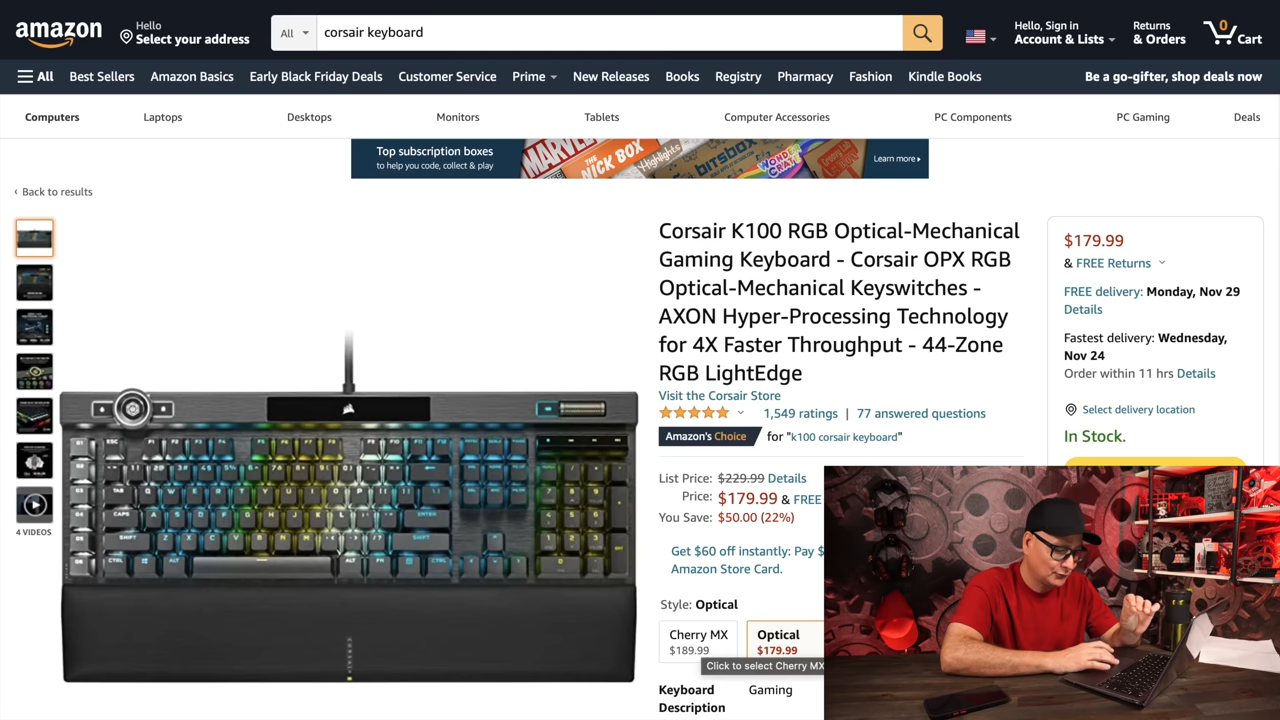 amazon
Hello
Select your address
All
corsair keyboard
Hello, Sign in
Account & Lists
Returns
& Orders
0
Cart
All
Best Sellers
Amazon Basics
Early Black Friday Deals
Customer Service
Prime
New Releases
Books
Registry
Pharmacy
Fashion
Kindle Books
Be a go-gifter, shop deals now
Computers
Laptops
Desktops
Monitors
Tablets
Computer Accessories
PC Components
PC Gaming
Deals
Top subscription boxes
to help you code, collect & play
MARVEL
THE NICK BOX
Highlights
bitsbox
WONDER CRATE
Learn more
‹ Back to results
4 VIDEOS
Corsair K100 RGB Optical-Mechanical
Gaming Keyboard - Corsair OPX RGB
Optical-Mechanical Keyswitches -
AXON Hyper-Processing Technology
for 4X Faster Throughput - 44-Zone
RGB LightEdge
Visit the Corsair Store
1,549 ratings | 77 answered questions
Amazon's Choice for "k100 corsair keyboard"
List Price: $229.99 Details
Price: $179.99 & FREE
You Save: $50.00 (22%)
Get $60 off instantly: Pay $
Amazon Store Card.
Style: Optical
Cherry MX
$189.99
Optical
$179.99
Click to select Cherry MX
Keyboard
Description
Gaming
$179.99
& FREE Returns
FREE delivery: Monday, Nov 29
Details
Fastest delivery: Wednesday,
Nov 24
Order within 11 hrs Details
Select delivery location
In Stock.